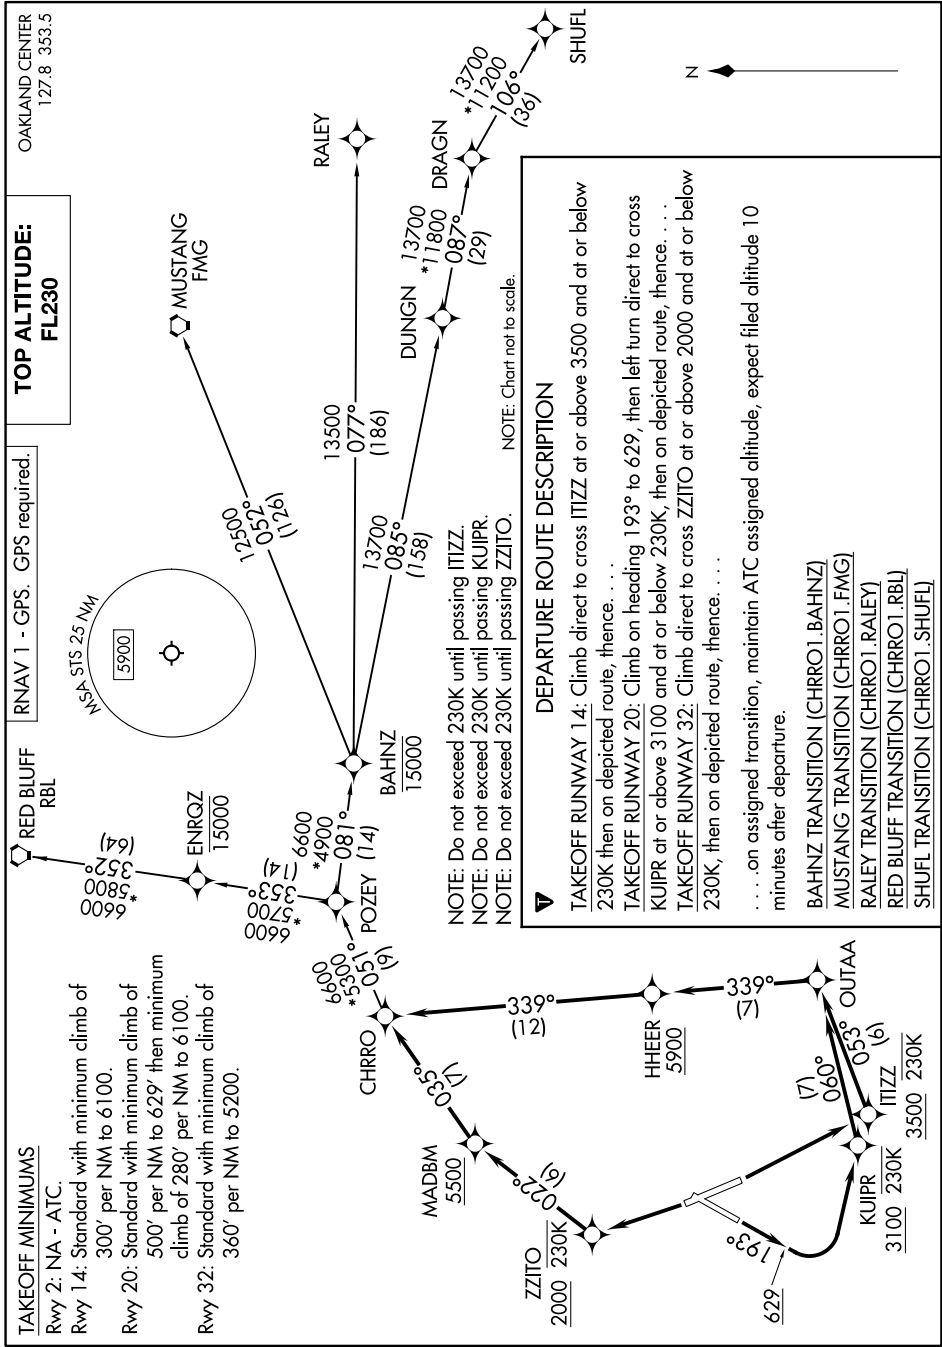 TAKEOFF MINIMUMS
Rwy 2: NA - ATC.
Rwy 14: Standard with minimum climb of
300' per NM to 6100.
Rwy 20: Standard with minimum climb of
500' per NM to 629' then minimum
climb of 280' per NM to 6100.
Rwy 32: Standard with minimum climb of
360' per NM to 5200.
RNAV 1 - GPS. GPS required.
TOP ALTITUDE:
FL230
OAKLAND CENTER
127.8 353.5
RED BLUFF
RBL
MSA STS 25 NM
5900
MUSTANG
FMG
6600
*5800
352°
(64)
ENRQZ
15000
6600
*5700
353°
(14)
12500
052°
(126)
RALEY
13500
077°
(186)
6600
*5300
051°
(9)
POZEY
6600
*4900
081°
(14)
BAHNZ
15000
13700
085°
(158)
DUNGN
13700
*11800
087°
(29)
DRAGN
13700
*11200
106°
(36)
SHUFL
CHRRO
035°
(7)
MADBM
5500
022°
(6)
ZZITO
2000 230K
339°
(12)
HHEER
5900
339°
(7)
OUTAA
193°
629
(7)
060°
053°
(6)
KUIPR
3100 230K
ITIZZ
3500 230K
NOTE: Do not exceed 230K until passing ITIZZ.
NOTE: Do not exceed 230K until passing KUIPR.
NOTE: Do not exceed 230K until passing ZZITO.
NOTE: Chart not to scale.
N
T
DEPARTURE ROUTE DESCRIPTION
TAKEOFF RUNWAY 14: Climb direct to cross ITIZZ at or above 3500 and at or below
230K then on depicted route, thence. . . .
TAKEOFF RUNWAY 20: Climb on heading 193° to 629, then left turn direct to cross
KUIPR at or above 3100 and at or below 230K, then on depicted route, thence. . . .
TAKEOFF RUNWAY 32: Climb direct to cross ZZITO at or above 2000 and at or below
230K, then on depicted route, thence. . . .
. . . .on assigned transition, maintain ATC assigned altitude, expect filed altitude 10
minutes after departure.
BAHNZ TRANSITION (CHRRO1.BAHNZ)
MUSTANG TRANSITION (CHRRO1.FMG)
RALEY TRANSITION (CHRRO1.RALEY)
RED BLUFF TRANSITION (CHRRO1.RBL)
SHUFL TRANSITION (CHRRO1.SHUFL)